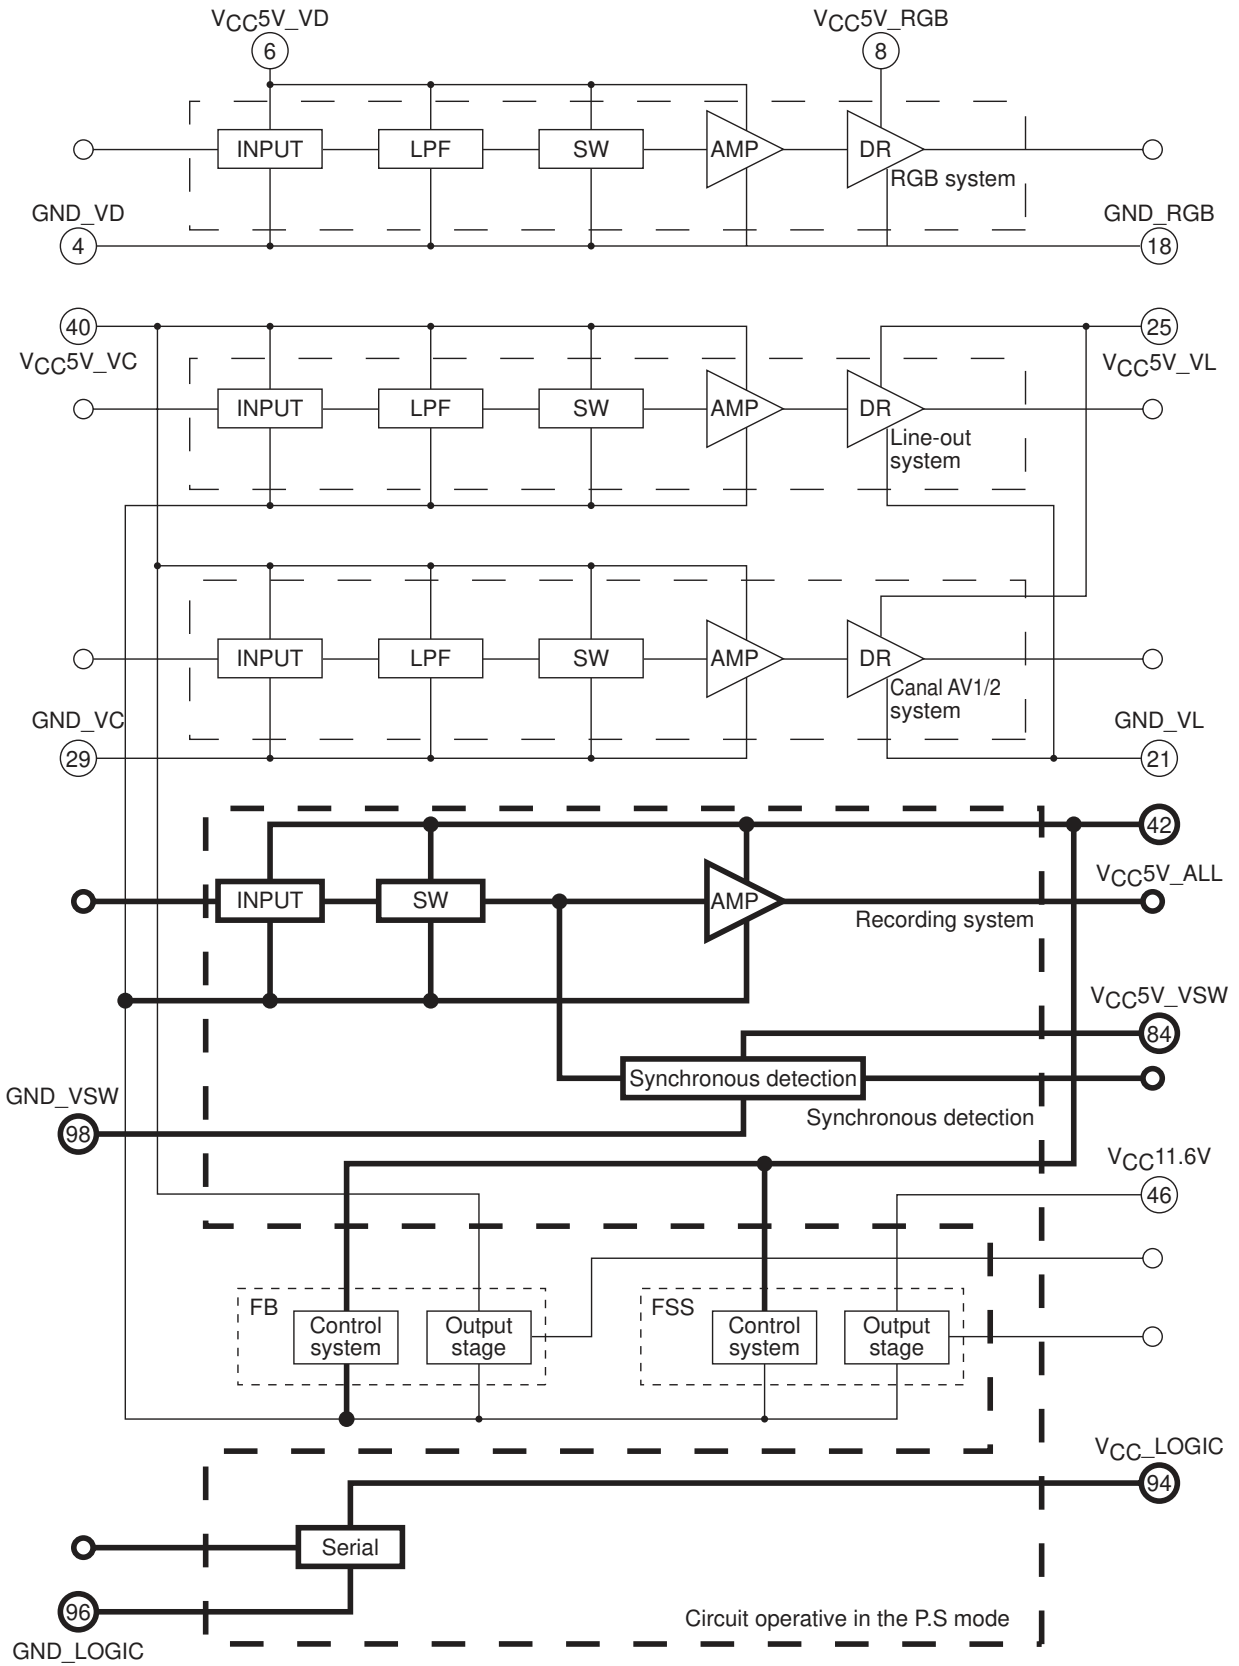 VCC5V_VD
VCC5V_RGB
6
8
INPUT
LPF
SW
AMP
DR
RGB system
GND_VD
GND_RGB
4
18
40
25
VCC5V_VC
VCC5V_VL
INPUT
LPF
SW
AMP
DR
Line-out
system
INPUT
LPF
SW
AMP
DR
Canal AV1/2
system
GND_VC
GND_VL
29
21
42
VCC5V_ALL
INPUT
SW
AMP
Recording system
VCC5V_VSW
84
Synchronous detection
GND_VSW
Synchronous detection
98
VCC11.6V
46
FB
FSS
Control
system
Output
stage
Control
system
Output
stage
VCC_LOGIC
94
Serial
96
Circuit operative in the P.S mode
GND_LOGIC